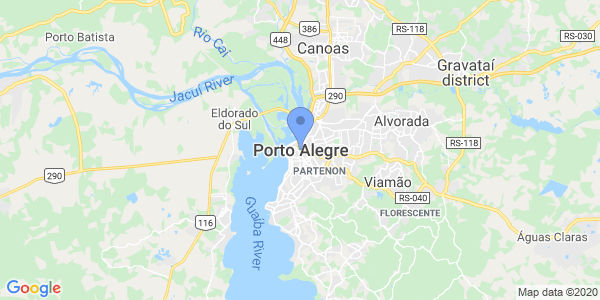 386
RS-118
RS-030
Porto Batista
Rio Caí
448
Canoas
Gravataí
district
Jacuí River
290
Eldorado
do Sul
Alvorada
Porto Alegre
RS-118
PARTENON
290
Viamão
RS-040
Guaíba River
116
FLORESCENTE
Águas Claras
Google
Map data ©2020